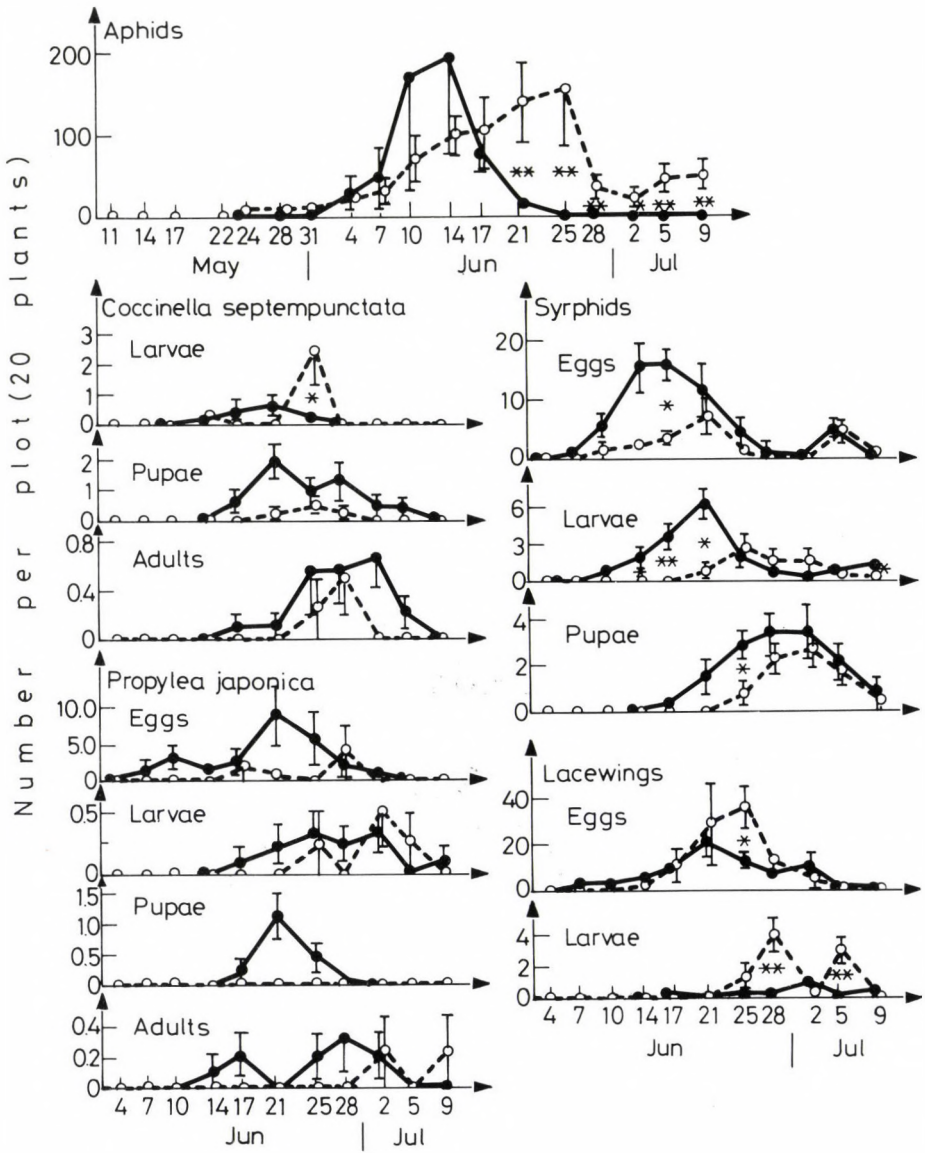 Number per plot (20 plants)
Aphids
200
100
0
** ** ** ** ** **
11 14 17 22 24 28 31 4 7 10 14 17 21 25 28 2 5 9
May | Jun | Jul
Coccinella septempunctata
Larvae
3
2
1
0
*
Pupae
2
1
0
Adults
0.8
0.4
0
Propylea japonica
Eggs
10.0
5.0
0
Larvae
05
0
Pupae
1.5
1.0
0.5
0
Adults
0.4
0.2
0
4 7 10 14 17 21 25 28 2 5 9
Jun | Jul
Syrphids
Eggs
20
10
0
*
Larvae
6
3
0
* ** * *
Pupae
4
2
0
*
Lacewings
Eggs
40
20
0
*
Larvae
4
2
0
** **
4 7 10 14 17 21 25 28 2 5 9
Jun | Jul